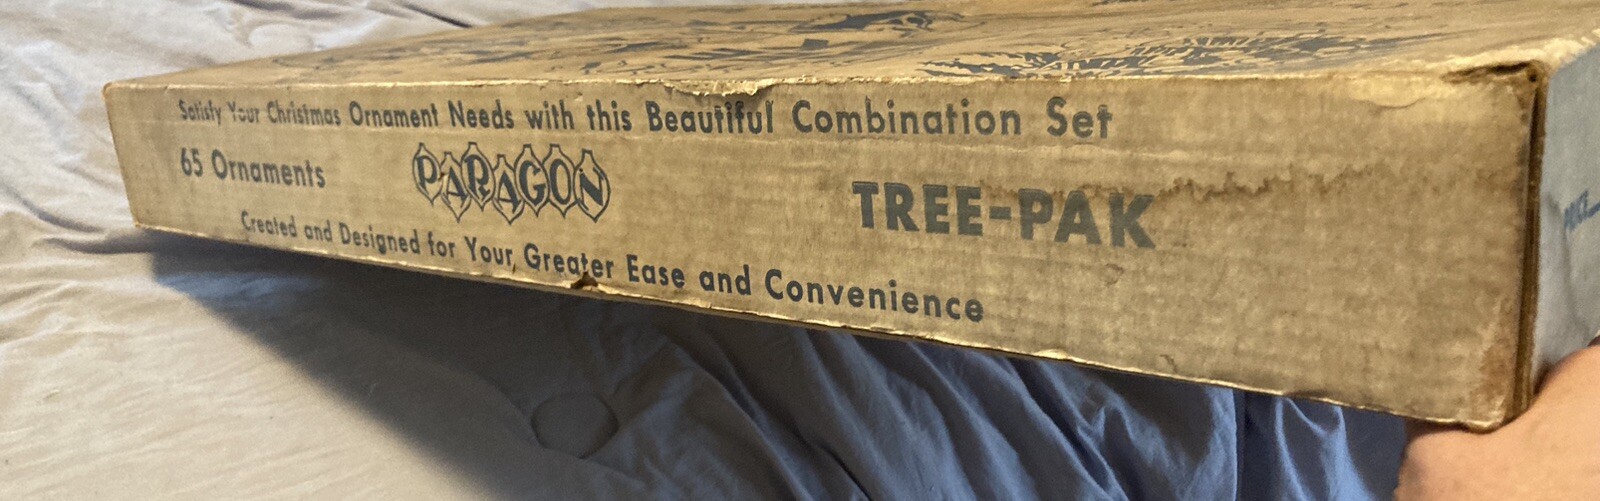 Satisfy Your Christmas Ornament Needs with this Beautiful Combination Set
65 Ornaments PARAGON TREE-PAK
Created and Designed for Your Greater Ease and Convenience